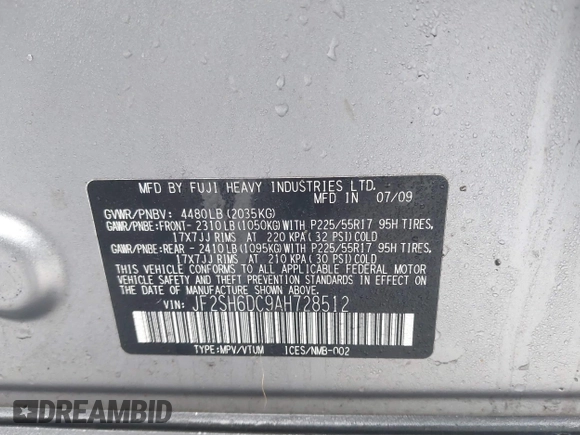 MFD BY FUJI HEAVY INDUSTRIES LTD.
MFD IN 07/09
GVWR/PNBV: 4480LB(2035KG)
GAWR/PNBE:FRONT- 2310LB(1050KG)WITH P225/55R17 95H TIRES,
17X7JJ RIMS AT 220 KPA(32 PSI)COLD
GAWR/PNBE:REAR -2410LB(1095KG)WITH P225/55R17 95H TIRES,
17X7JJ RIMS AT 210 KPA(30 PSI)COLD
THIS VEHICLE CONFORMS TO ALL APPLICABLE FEDERAL MOTOR
VEHICLE SAFETY AND THEFT PREVENTION STANDARDS IN EFFECT
ON THE DATE OF MANUFACTURE SHOWN ABOVE.
VIN: JF2SH6DC9AH728512
TYPE:MPV/VTUM ICES/NMB-002
DREAMBID